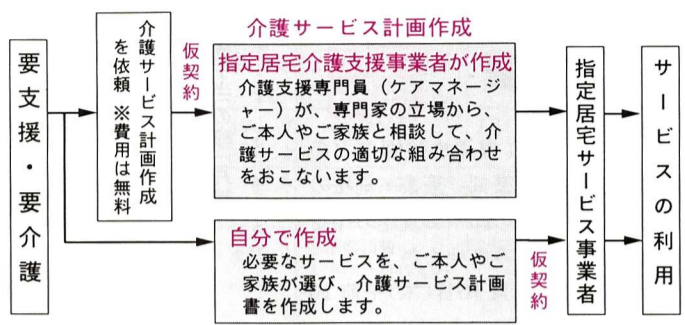 要支援・要介護
介護サービス計画作成
を依頼 ※費用は無料
仮契約
介護サービス計画作成
指定居宅介護支援事業者が作成
介護支援専門員（ケアマネージ
ャー）が、専門家の立場から、
ご本人やご家族と相談して、介
護サービスの適切な組み合わせ
をおこないます。
自分で作成
必要なサービスを、ご本人やご
家族が選び、介護サービス計画
書を作成します。
仮契約
指定居宅サービス事業者
サービスの利用